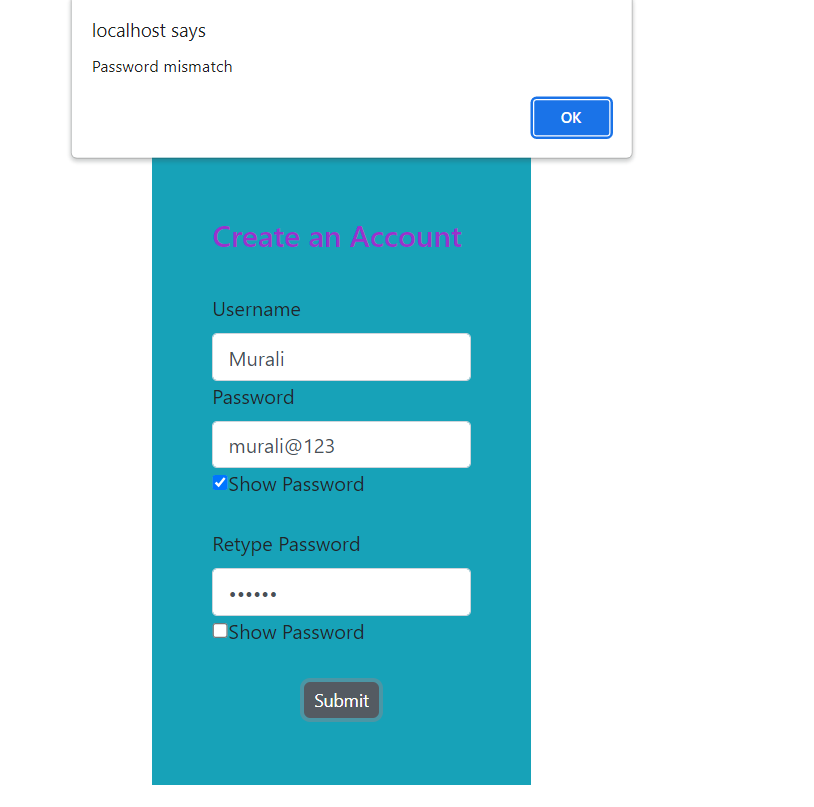 localhost says
Password mismatch
OK
Create an Account
Username
Murali
Password
murali@123
Show Password
Retype Password
••••••
Show Password
Submit